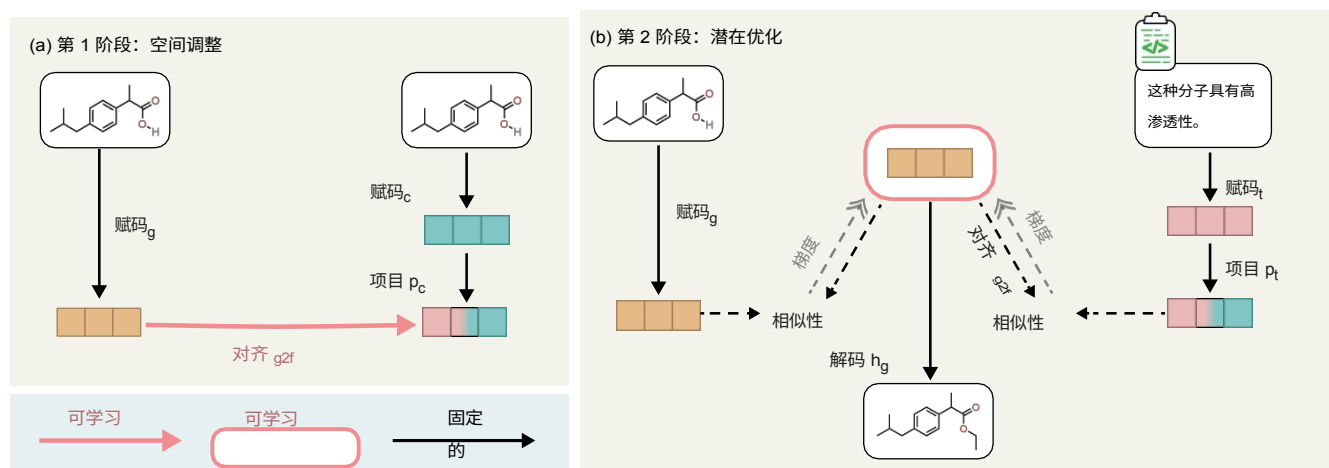 (a) 第 1 阶段：空间调整
O
O
H
赋码g
O
O
H
赋码c
项目 pc
对齐 g2f
可学习
可学习
固定
的
(b) 第 2 阶段：潜在优化
O
O
H
赋码g
相似性
梯度
对齐 g2f
梯度
相似性
解码 hg
O
O
</>
这种分子具有高
渗透性。
赋码t
项目 pt